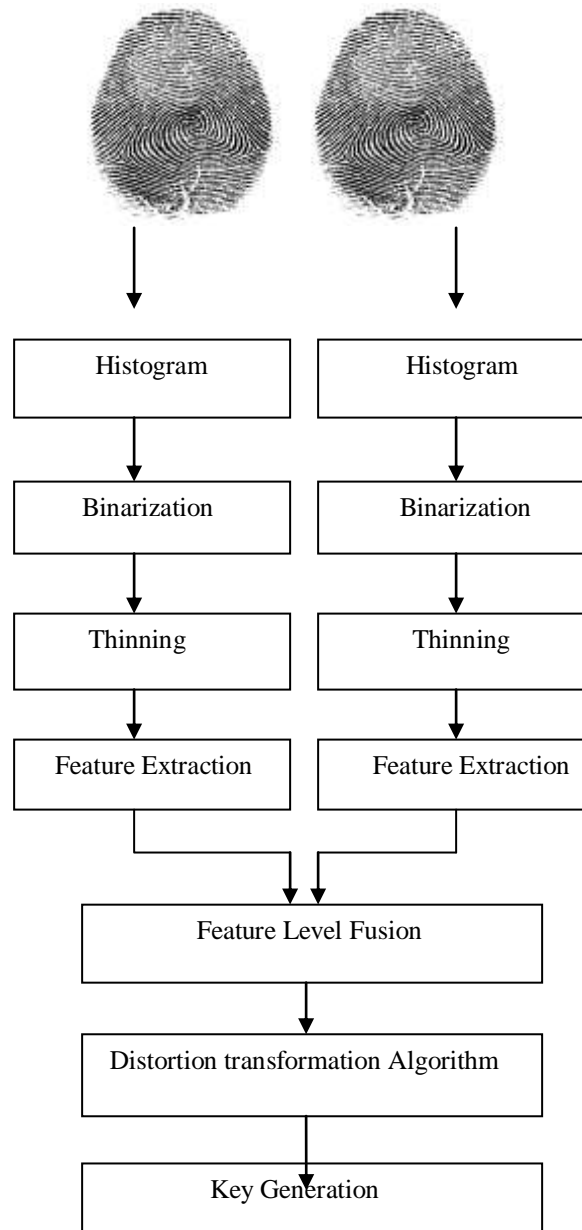 Histogram
Histogram
Binarization
Binarization
Thinning
Thinning
Feature Extraction
Feature Extraction
Feature Level Fusion
Distortion transformation Algorithm
Key Generation